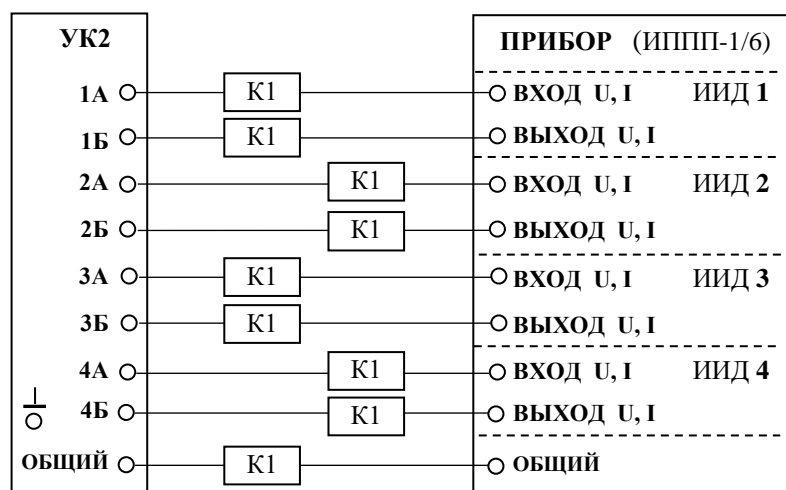 УК2 ПРИБОР (ИППП-1/6)
1А К1 ВХОД U, I ИИД 1
1Б К1 ВЫХОД U, I
2А К1 ВХОД U, I ИИД 2
2Б К1 ВЫХОД U, I
3А К1 ВХОД U, I ИИД 3
3Б К1 ВЫХОД U, I
4А К1 ВХОД U, I ИИД 4
4Б К1 ВЫХОД U, I
ОБЩИЙ К1 ОБЩИЙ